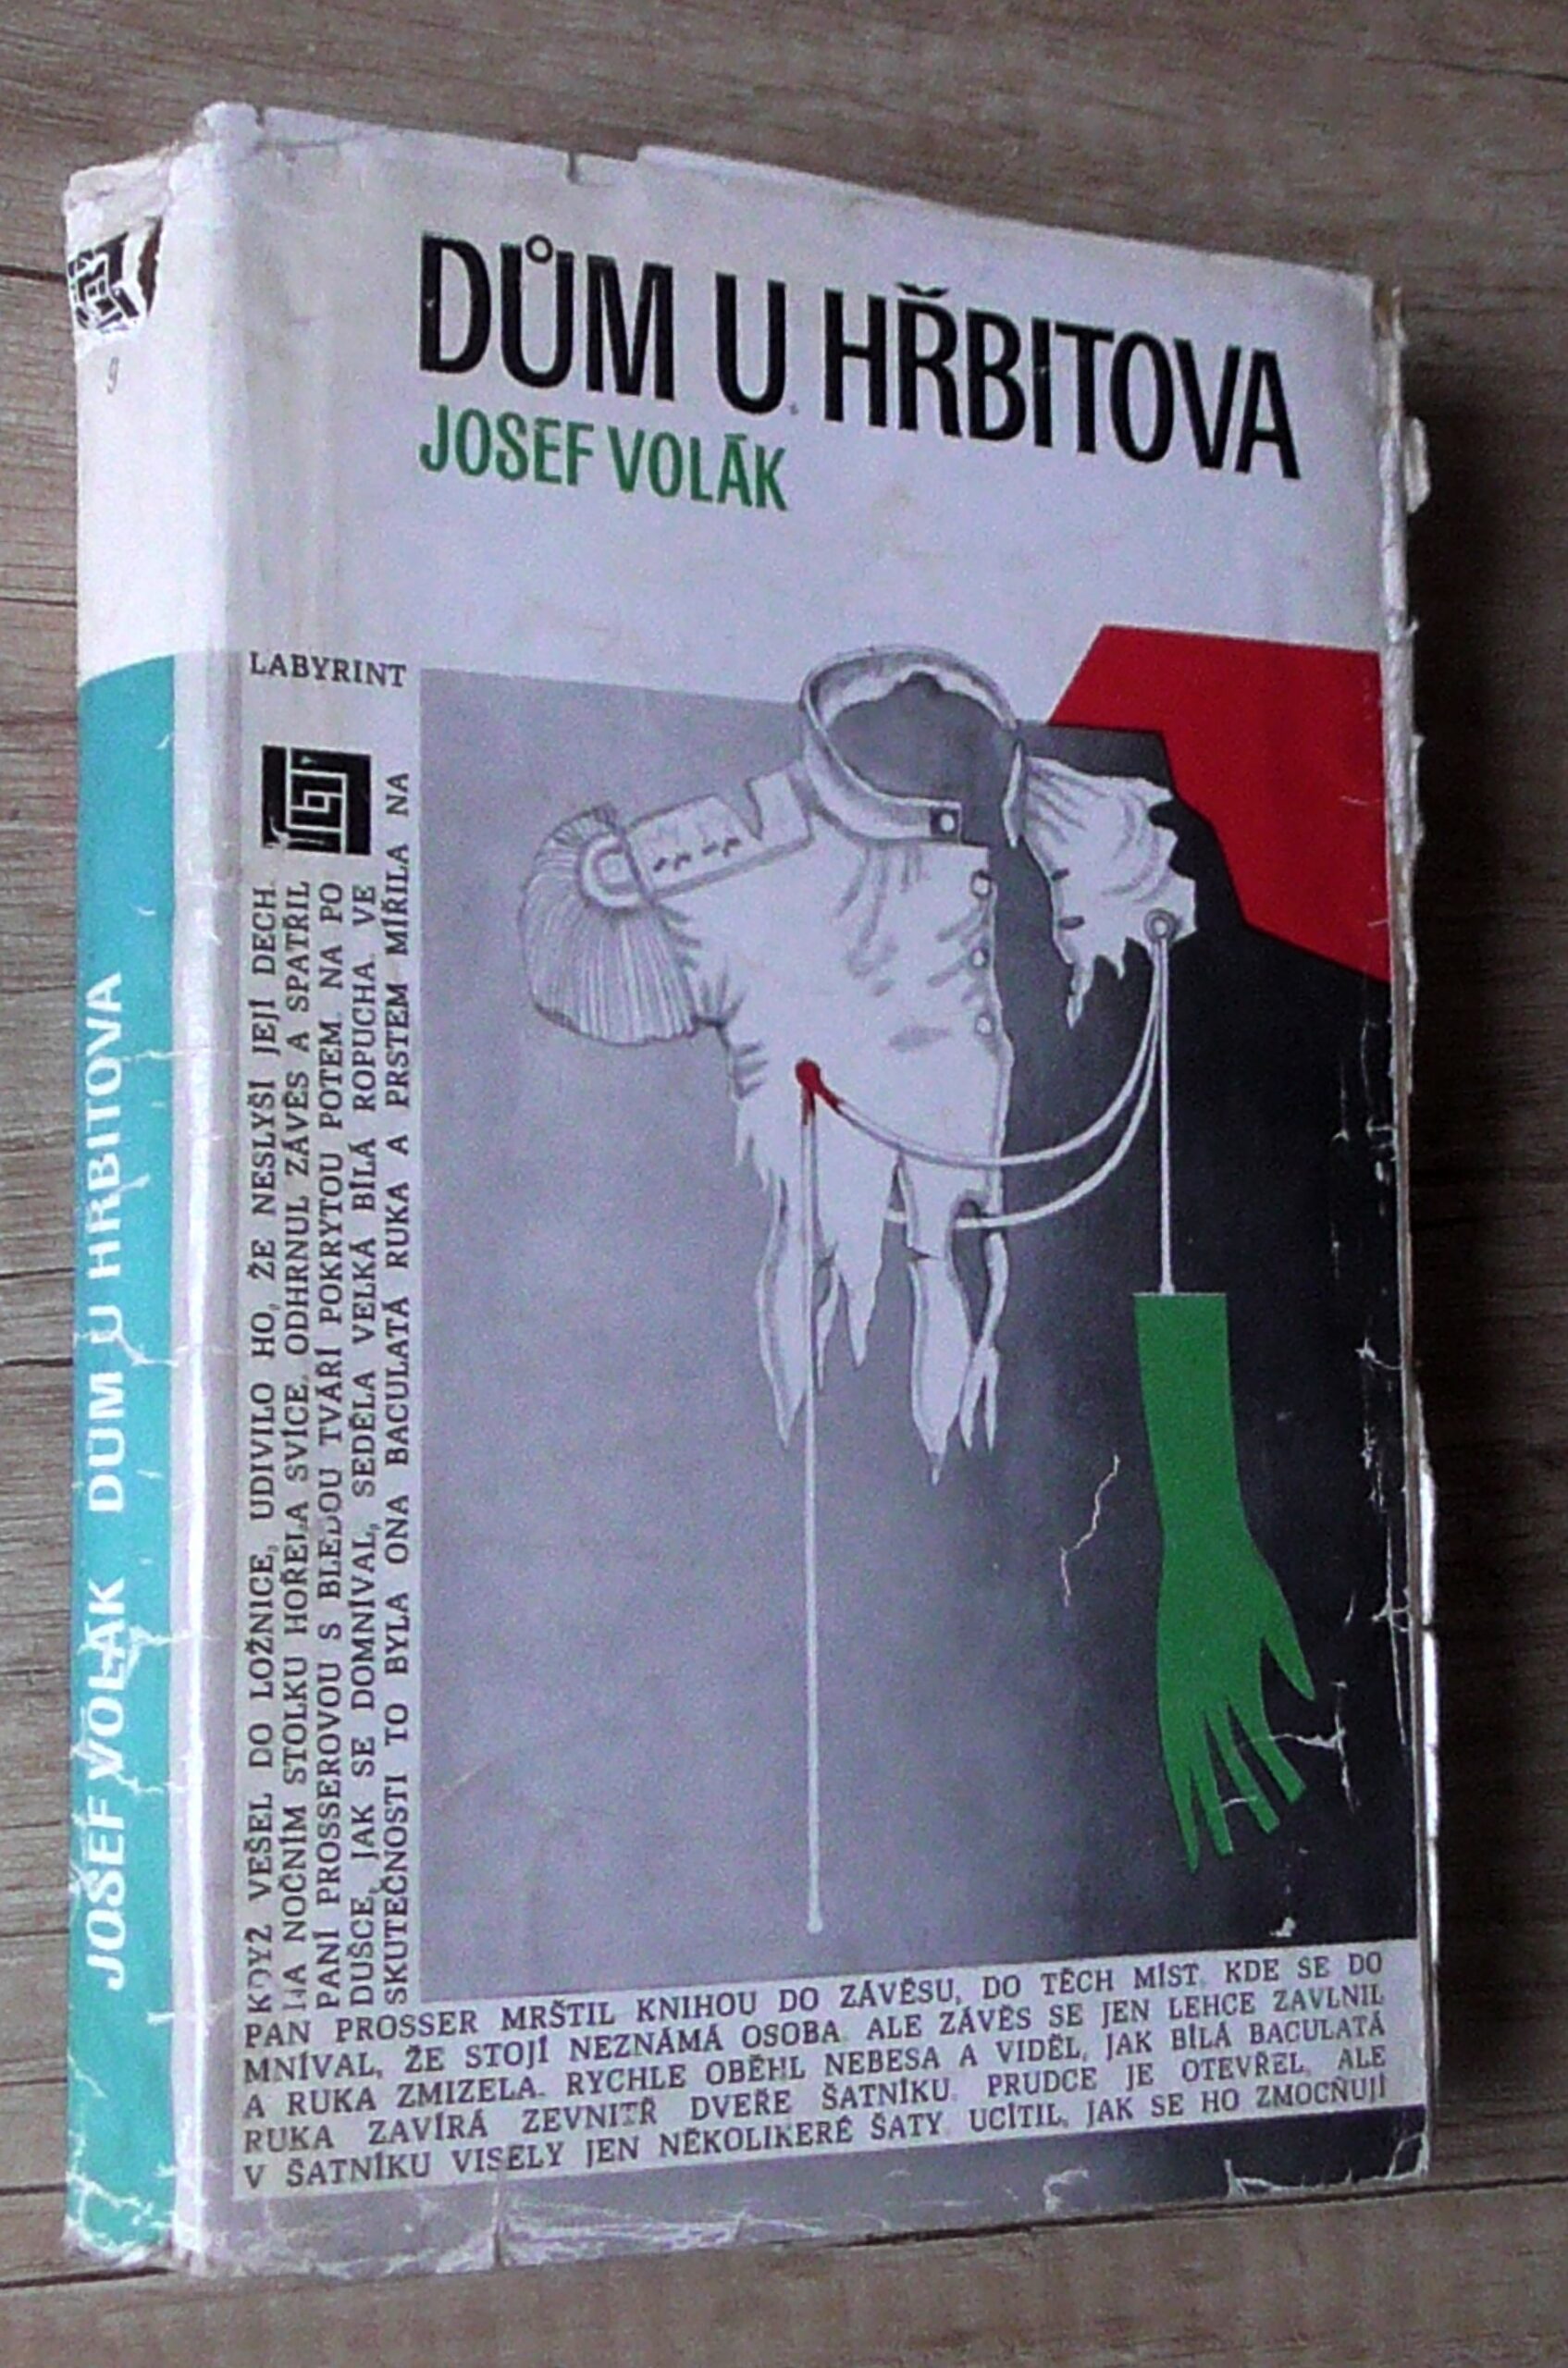 DŮM U HŘBITOVA
JOSEF VOLÁK
LABYRINT
KDYŽ VEŠEL DO LOŽNICE, UDIVILO HO, ŽE NESLYŠÍ JEJÍ DECH.
NA NOČNÍM STOLKU HOŘELA SVÍCE. ODHRNUL ZÁVĚS A SPATŘIL
PANÍ PROSSEROVOU S BLEDOU TVÁŘÍ POKRYTOU POTEM. NA PO
DUŠCE, JAK SE DOMNÍVAL, SEDĚLA VELKÁ BÍLÁ ROPUCHA. VE
SKUTEČNOSTI TO BYLA ONA BACULATÁ RUKA A PRSTEM MÍŘILA NA
PAN PROSSER MRŠTIL KNIHOU DO ZÁVĚSU, DO TĚCH MÍST, KDE SE DO
MNÍVAL, ŽE STOJÍ NEZNÁMÁ OSOBA. ALE ZÁVĚS SE JEN LEHCE ZAVLNIL
A RUKA ZMIZELA. RYCHLE OBĚHL NEBESA A VIDĚL, JAK BÍLÁ BACULATÁ
RUKA ZAVÍRÁ ZEVNITŘ DVEŘE ŠATNÍKU. PRUDCE JE OTEVŘEL, ALE
V ŠATNÍKU VISELY JEN NĚKOLIKERÉ ŠATY. UCÍTIL, JAK SE HO ZMOCŇUJÍ
JOSEF VOLÁK DŮM U HŘBITOVA
9